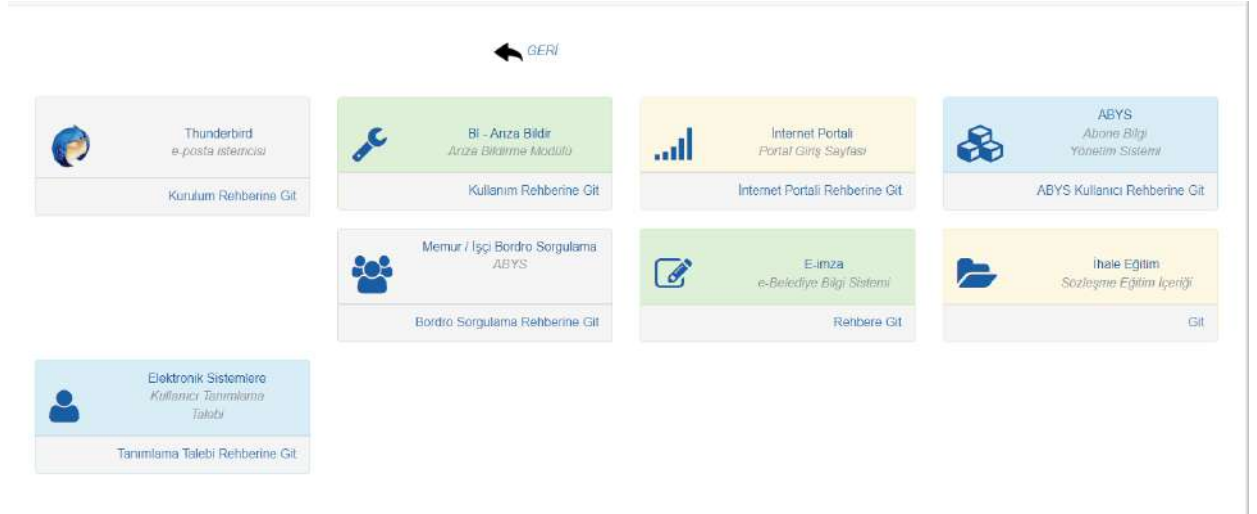 GERİ
Thunderbird
e-posta istemcisi
Kurulum Rehberine Git
BI - Arıza Bildir
Arıza Bildirme Modülü
Kullanım Rehberine Git
İnternet Portali
Portal Giriş Sayfası
İnternet Portali Rehberine Git
ABYS
Abone Bilgi
Yönetim Sistemi
ABYS Kullanıcı Rehberine Git
Memur / İşçi Bordro Sorgulama
ABYS
Bordro Sorgulama Rehberine Git
E-imza
e-Belediye Bilgi Sistemi
Rehbere Git
İhale Eğitim
Sözleşme Eğitim İçeriği
Git
Elektronik Sistemlere
Kullanıcı Tanımlama
Talebi
Tanımlama Talebi Rehberine Git